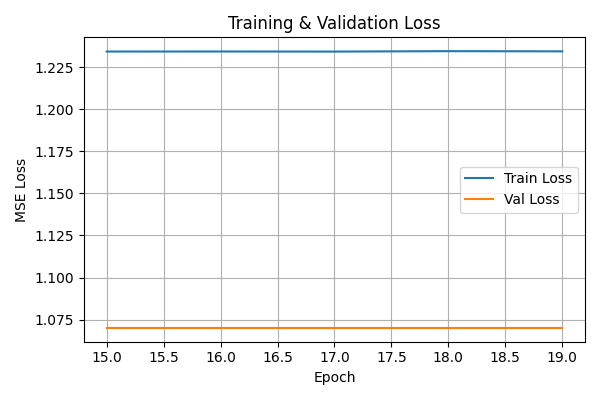 Training & Validation Loss
MSE Loss
1.225
1.200
1.175
1.150
1.125
1.100
1.075
Train Loss
Val Loss
15.0 15.5 16.0 16.5 17.0 17.5 18.0 18.5 19.0
Epoch